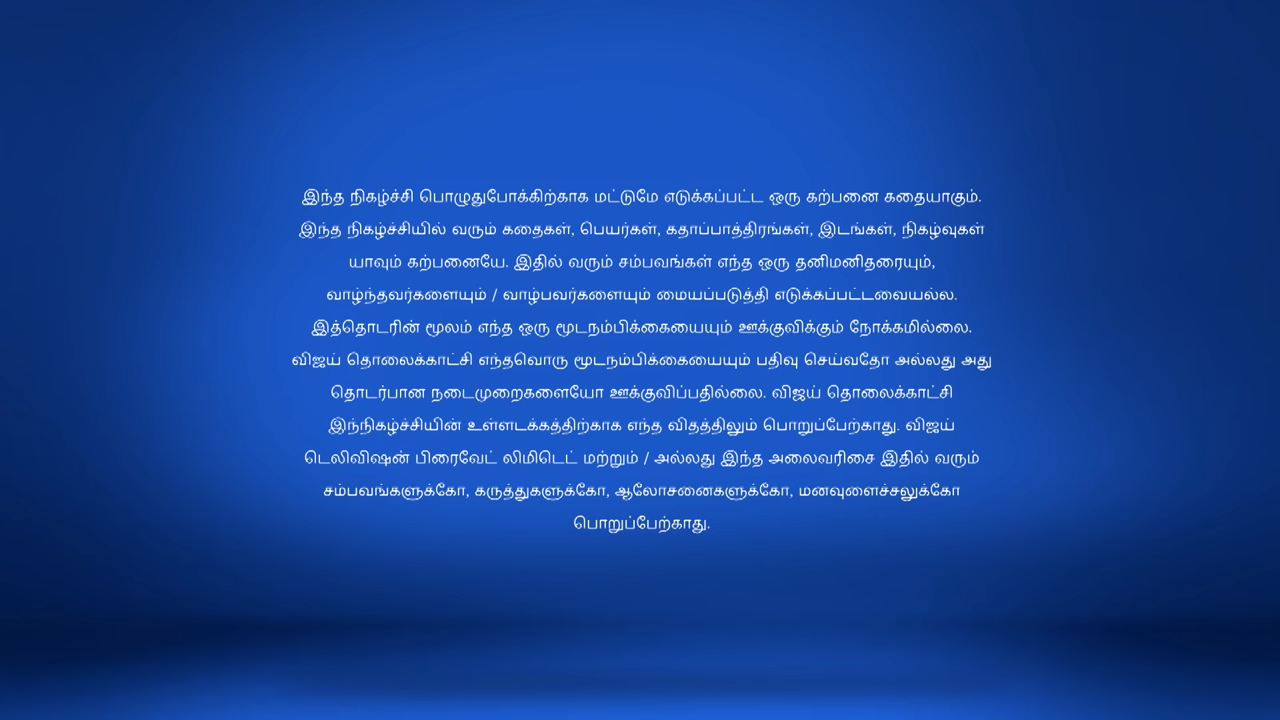 இந்த நிகழ்ச்சி பொழுதுபோக்கிற்காக மட்டுமே எடுக்கப்பட்ட ஒரு கற்பனை கதையாகும்.
இந்த நிகழ்ச்சியில் வரும் கதைகள், பெயர்கள், கதாப்பாத்திரங்கள், இடங்கள், நிகழ்வுகள்
யாவும் கற்பனையே. இதில் வரும் சம்பவங்கள் எந்த ஒரு தனிமனிதரையும்,
வாழ்ந்தவர்களையும் / வாழ்பவர்களையும் மையப்படுத்தி எடுக்கப்பட்டவையல்ல.
இத்தொடரின் மூலம் எந்த ஒரு மூடநம்பிக்கையையும் ஊக்குவிக்கும் நோக்கமில்லை.
விஜய் தொலைக்காட்சி எந்தவொரு மூடநம்பிக்கையையும் பதிவு செய்வதோ அல்லது அது
தொடர்பான நடைமுறைகளையோ ஊக்குவிப்பதில்லை. விஜய் தொலைக்காட்சி
இந்நிகழ்ச்சியின் உள்ளடக்கத்திற்காக எந்த விதத்திலும் பொறுப்பேற்காது. விஜய்
டெலிவிஷன் பிரைவேட் லிமிடெட் மற்றும் / அல்லது இந்த அலைவரிசை இதில் வரும்
சம்பவங்களுக்கோ, கருத்துகளுக்கோ, ஆலோசனைகளுக்கோ, மனவுளைச்சலுக்கோ
பொறுப்பேற்காது.